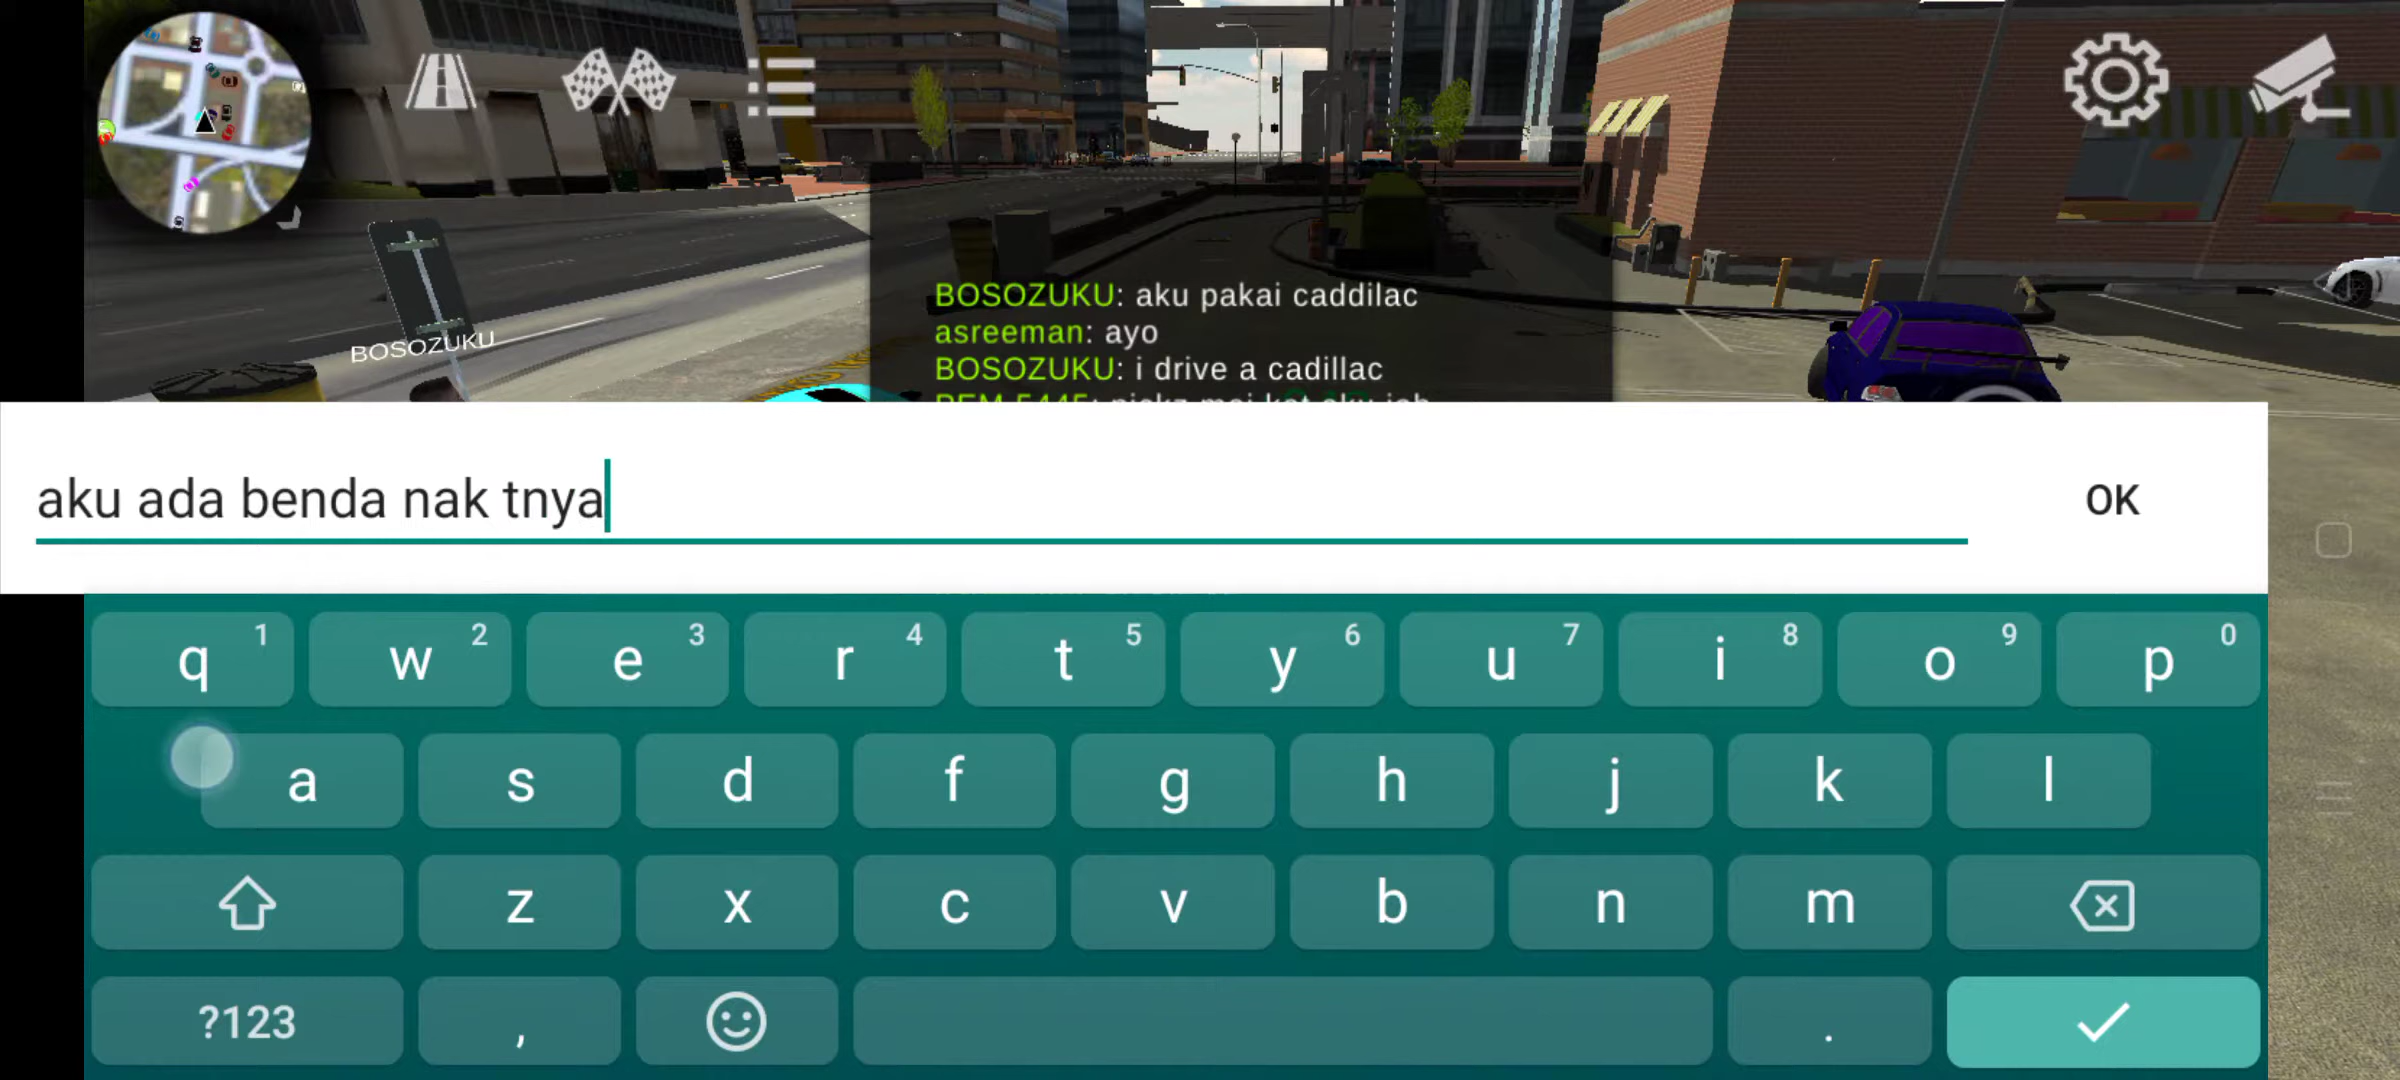 BOSOZUKU: aku pakai caddilac
asreeman: ayo
BOSOZUKU: i drive a cadillac
BOSOZUKU
aku ada benda nak tnya
OK
q 1 w 2 e 3 r 4 t 5 y 6 u 7 i 8 o 9 p 0
a s d f g h j k l
z x c v b n m
?123 , .